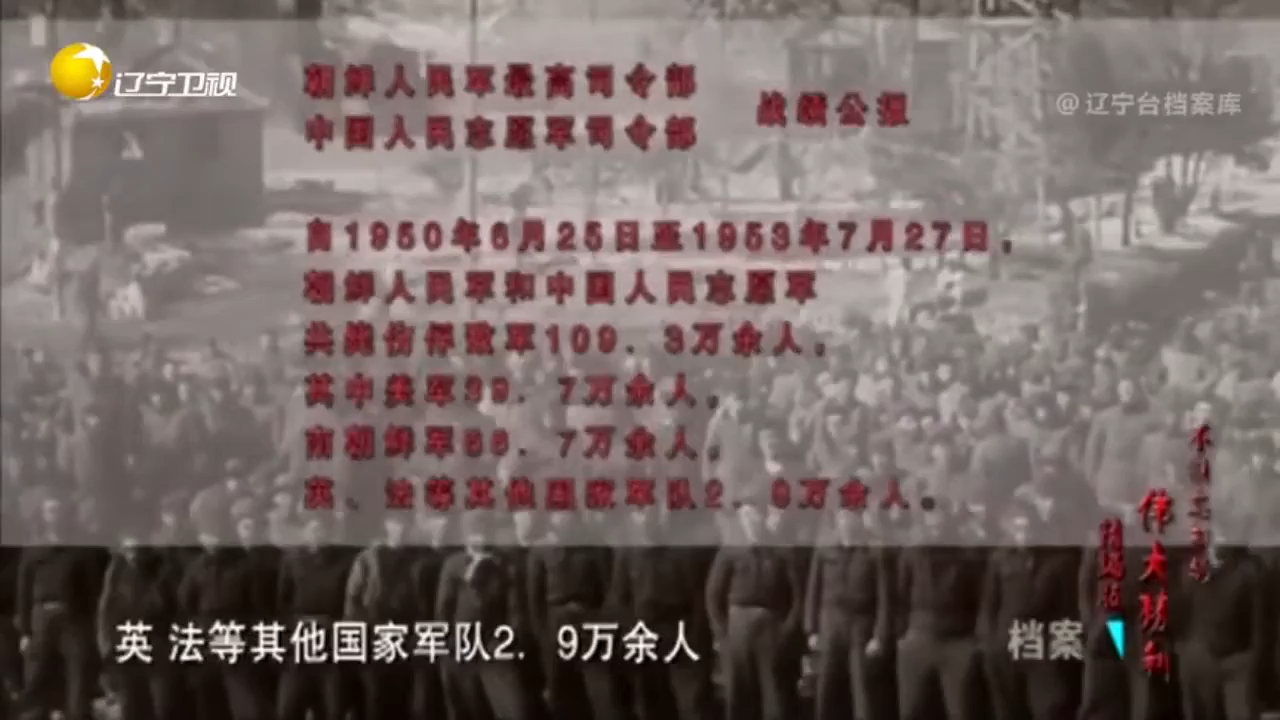 辽宁卫视
@辽宁台档案库
朝鲜人民军最高司令部
中国人民志愿军司令部
战绩公报
自1950年6月25日至1953年7月27日，
朝鲜人民军和中国人民志愿军
共毙伤俘敌军109．3万余人，
其中美军39．7万余人，
南朝鲜军66．7万余人，
英、法等其他国家军队2．9万余人。
伟大胜利
英 法等其他国家军队2．9万余人
档案